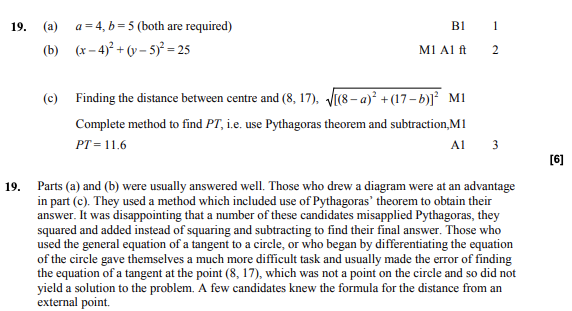 19. (a) a = 4, b = 5 (both are required) B1 1
(b) (x – 4)² + (y – 5)² = 25 M1 A1 ft 2
(c) Finding the distance between centre and (8, 17), √[(8 – a)² + (17 – b)]² M1
Complete method to find PT, i.e. use Pythagoras theorem and subtraction,M1
PT = 11.6 A1 3
[6]
19. Parts (a) and (b) were usually answered well. Those who drew a diagram were at an advantage
in part (c). They used a method which included use of Pythagoras’ theorem to obtain their
answer. It was disappointing that a number of these candidates misapplied Pythagoras, they
squared and added instead of squaring and subtracting to find their final answer. Those who
used the general equation of a tangent to a circle, or who began by differentiating the equation
of the circle gave themselves a much more difficult task and usually made the error of finding
the equation of a tangent at the point (8, 17), which was not a point on the circle and so did not
yield a solution to the problem. A few candidates knew the formula for the distance from an
external point.